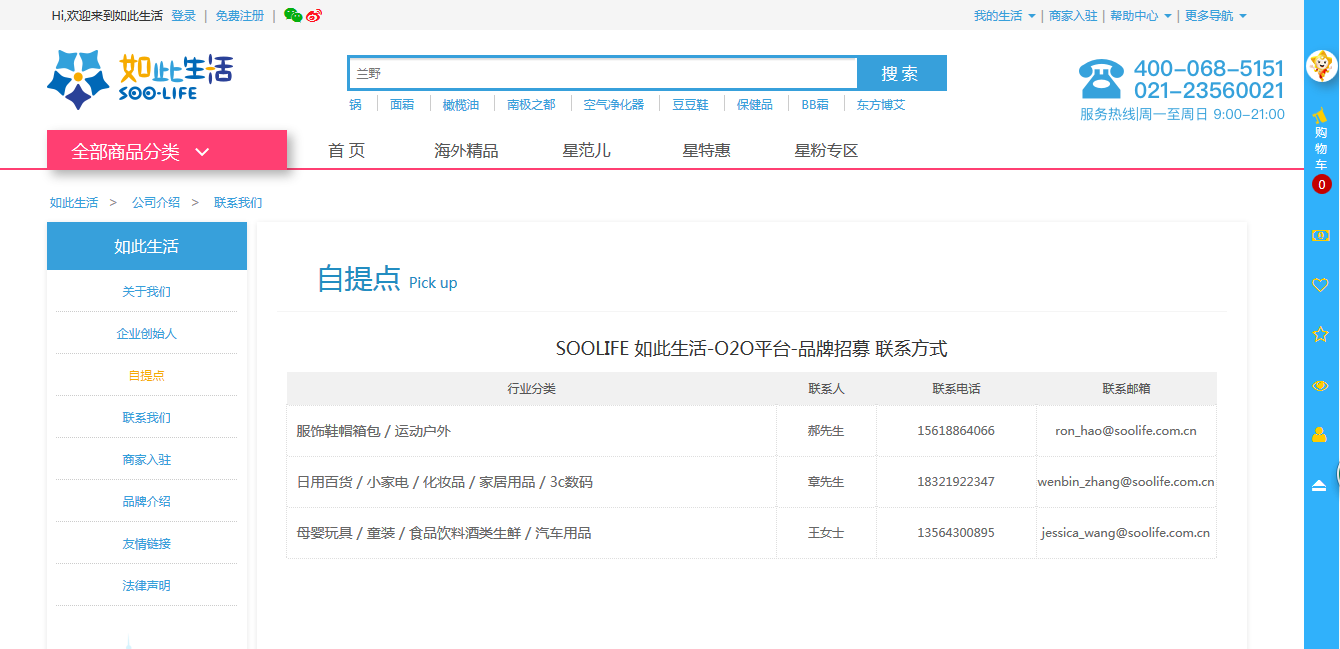 Hi,欢迎来到如此生活 登录 | 免费注册 |
我的生活 | 商家入驻 | 帮助中心 | 更多导航
如此生活
SOO-LIFE
兰野
搜 索
锅 面霜 橄榄油 南极之都 空气净化器 豆豆鞋 保健品 BB霜 东方博艾
400-068-5151
021-23560021
服务热线|周一至周日 9:00-21:00
全部商品分类
首 页 海外精品 星范儿 星特惠 星粉专区
购物车
0
如此生活 > 公司介绍 > 联系我们
如此生活
关于我们
企业创始人
自提点
联系我们
商家入驻
品牌介绍
友情链接
法律声明
自提点 Pick up
SOOLIFE 如此生活-O2O平台-品牌招募 联系方式
行业分类 联系人 联系电话 联系邮箱
服饰鞋帽箱包 / 运动户外 郝先生 15618864066 ron_hao@soolife.com.cn
日用百货 / 小家电 / 化妆品 / 家居用品 / 3c数码 章先生 18321922347 wenbin_zhang@soolife.com.cn
母婴玩具 / 童装 / 食品饮料酒类生鲜 / 汽车用品 王女士 13564300895 jessica_wang@soolife.com.cn